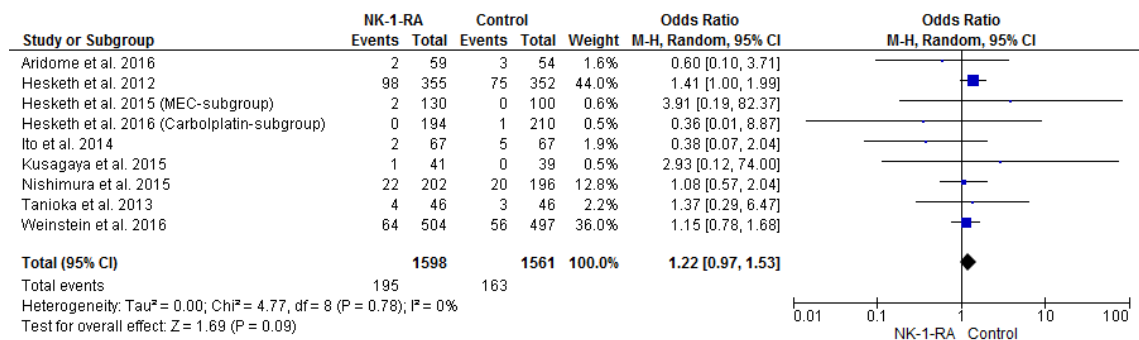 NK-1-RA Control Odds Ratio Odds Ratio
Study or Subgroup Events Total Events Total Weight M-H, Random, 95% CI M-H, Random, 95% CI
Aridome et al. 2016 2 59 3 54 1.6% 0.60 [0.10, 3.71]
Hesketh 2012 98 355 75 352 44.0% 1.41 [1.00, 1.99]
Hesketh 2015 (MEC-subgroup) 2 130 0 100 0.6% 3.91 [0.19, 82.37]
Hesketh 2016 (Carbolplatin-subgroup) 0 194 1 210 0.5% 0.36 [0.01, 8.87]
Ito et al. 2014 2 67 5 67 1.9% 0.38 [0.07, 2.04]
Kusagaya et al. 2015 1 41 0 39 0.5% 2.93 [0.12, 74.00]
Nishimura et al. 2015 22 202 20 196 12.8% 1.08 [0.57, 2.04]
Tanioka et al. 2013 4 46 3 46 2.2% 1.37 [0.29, 6.47]
Weinstein et al. 2016 64 504 56 497 36.0% 1.15 [0.78, 1.68]
Total (95% CI) 1598 1561 100.0% 1.22 [0.97, 1.53]
Total events 195 163
Heterogeneity: Tau² = 0.00; Chi² = 4.77, df = 8 (P = 0.78); I² = 0%
Test for overall effect: Z = 1.69 (P = 0.09)
0.01 0.1 1 10 100
NK-1-RA Control